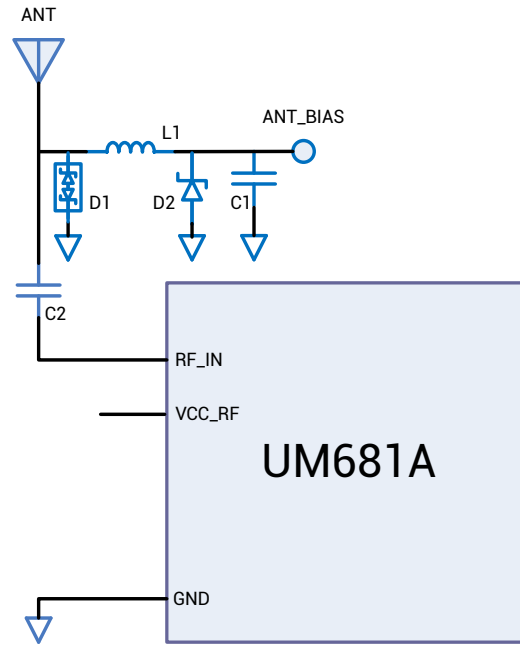 ANT
ANT_BIAS
L1
D1
D2
C1
C2
RF_IN
VCC_RF
UM681A
GND